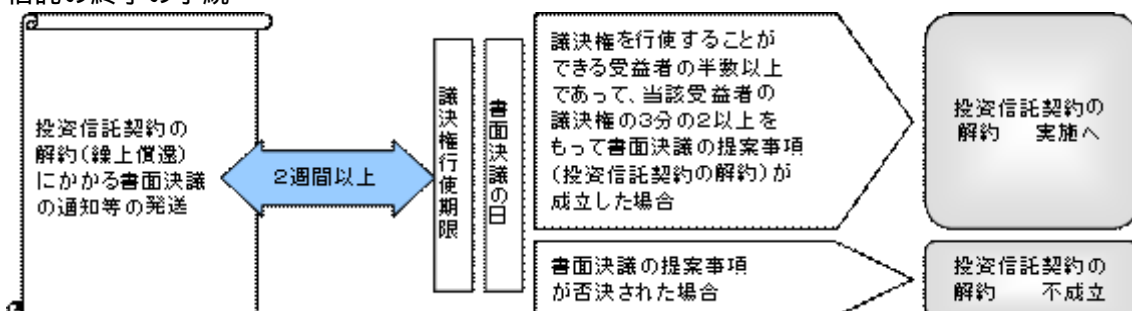 信託の終了の手続
投資信託契約の
解約(繰上償還)
にかかる書面決議
の通知等の発送
2週間以上
議決権行使期限
書面決議の日
議決権を行使することが
できる受益者の半数以上
であって、当該受益者の
議決権の3分の2以上を
もって書面決議の提案事項
(投資信託契約の解約)が
成立した場合
投資信託契約の
解約　実施へ
書面決議の提案事項
が否決された場合
投資信託契約の
解約　不成立